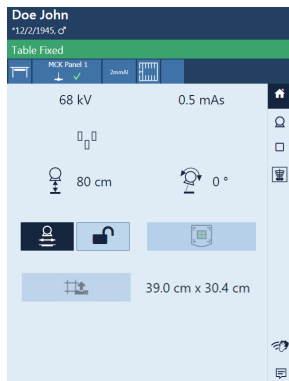 Doe John
*12/2/1945, ♂
Table Fixed
MCK Panel 1
2mmAl
68 kV 0.5 mAs
80 cm 0 °
39.0 cm x 30.4 cm